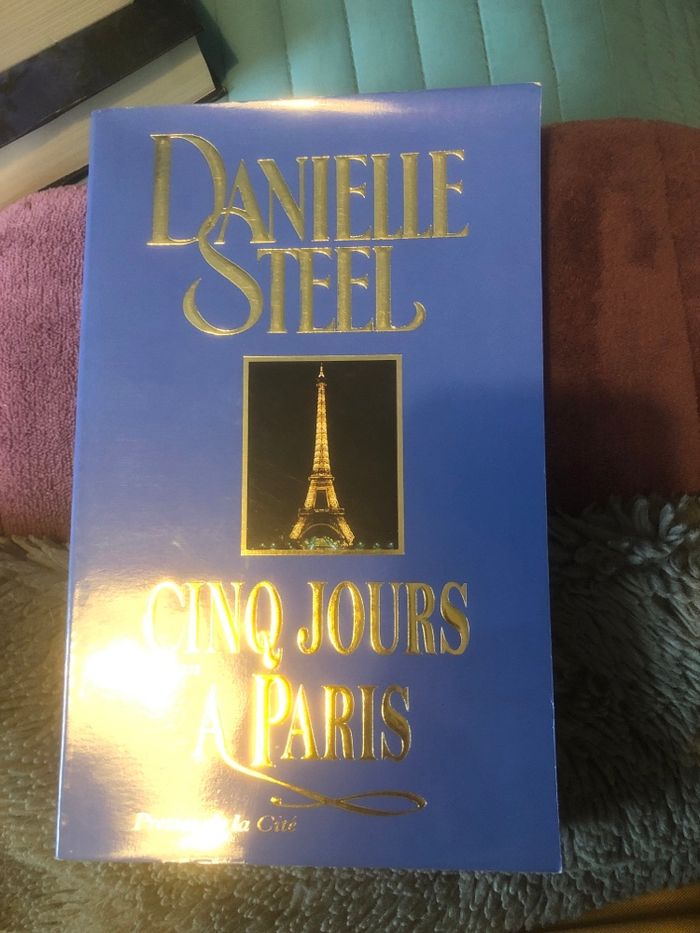 DANIELLE
STEEL
CINQ JOURS
A PARIS
la Cité